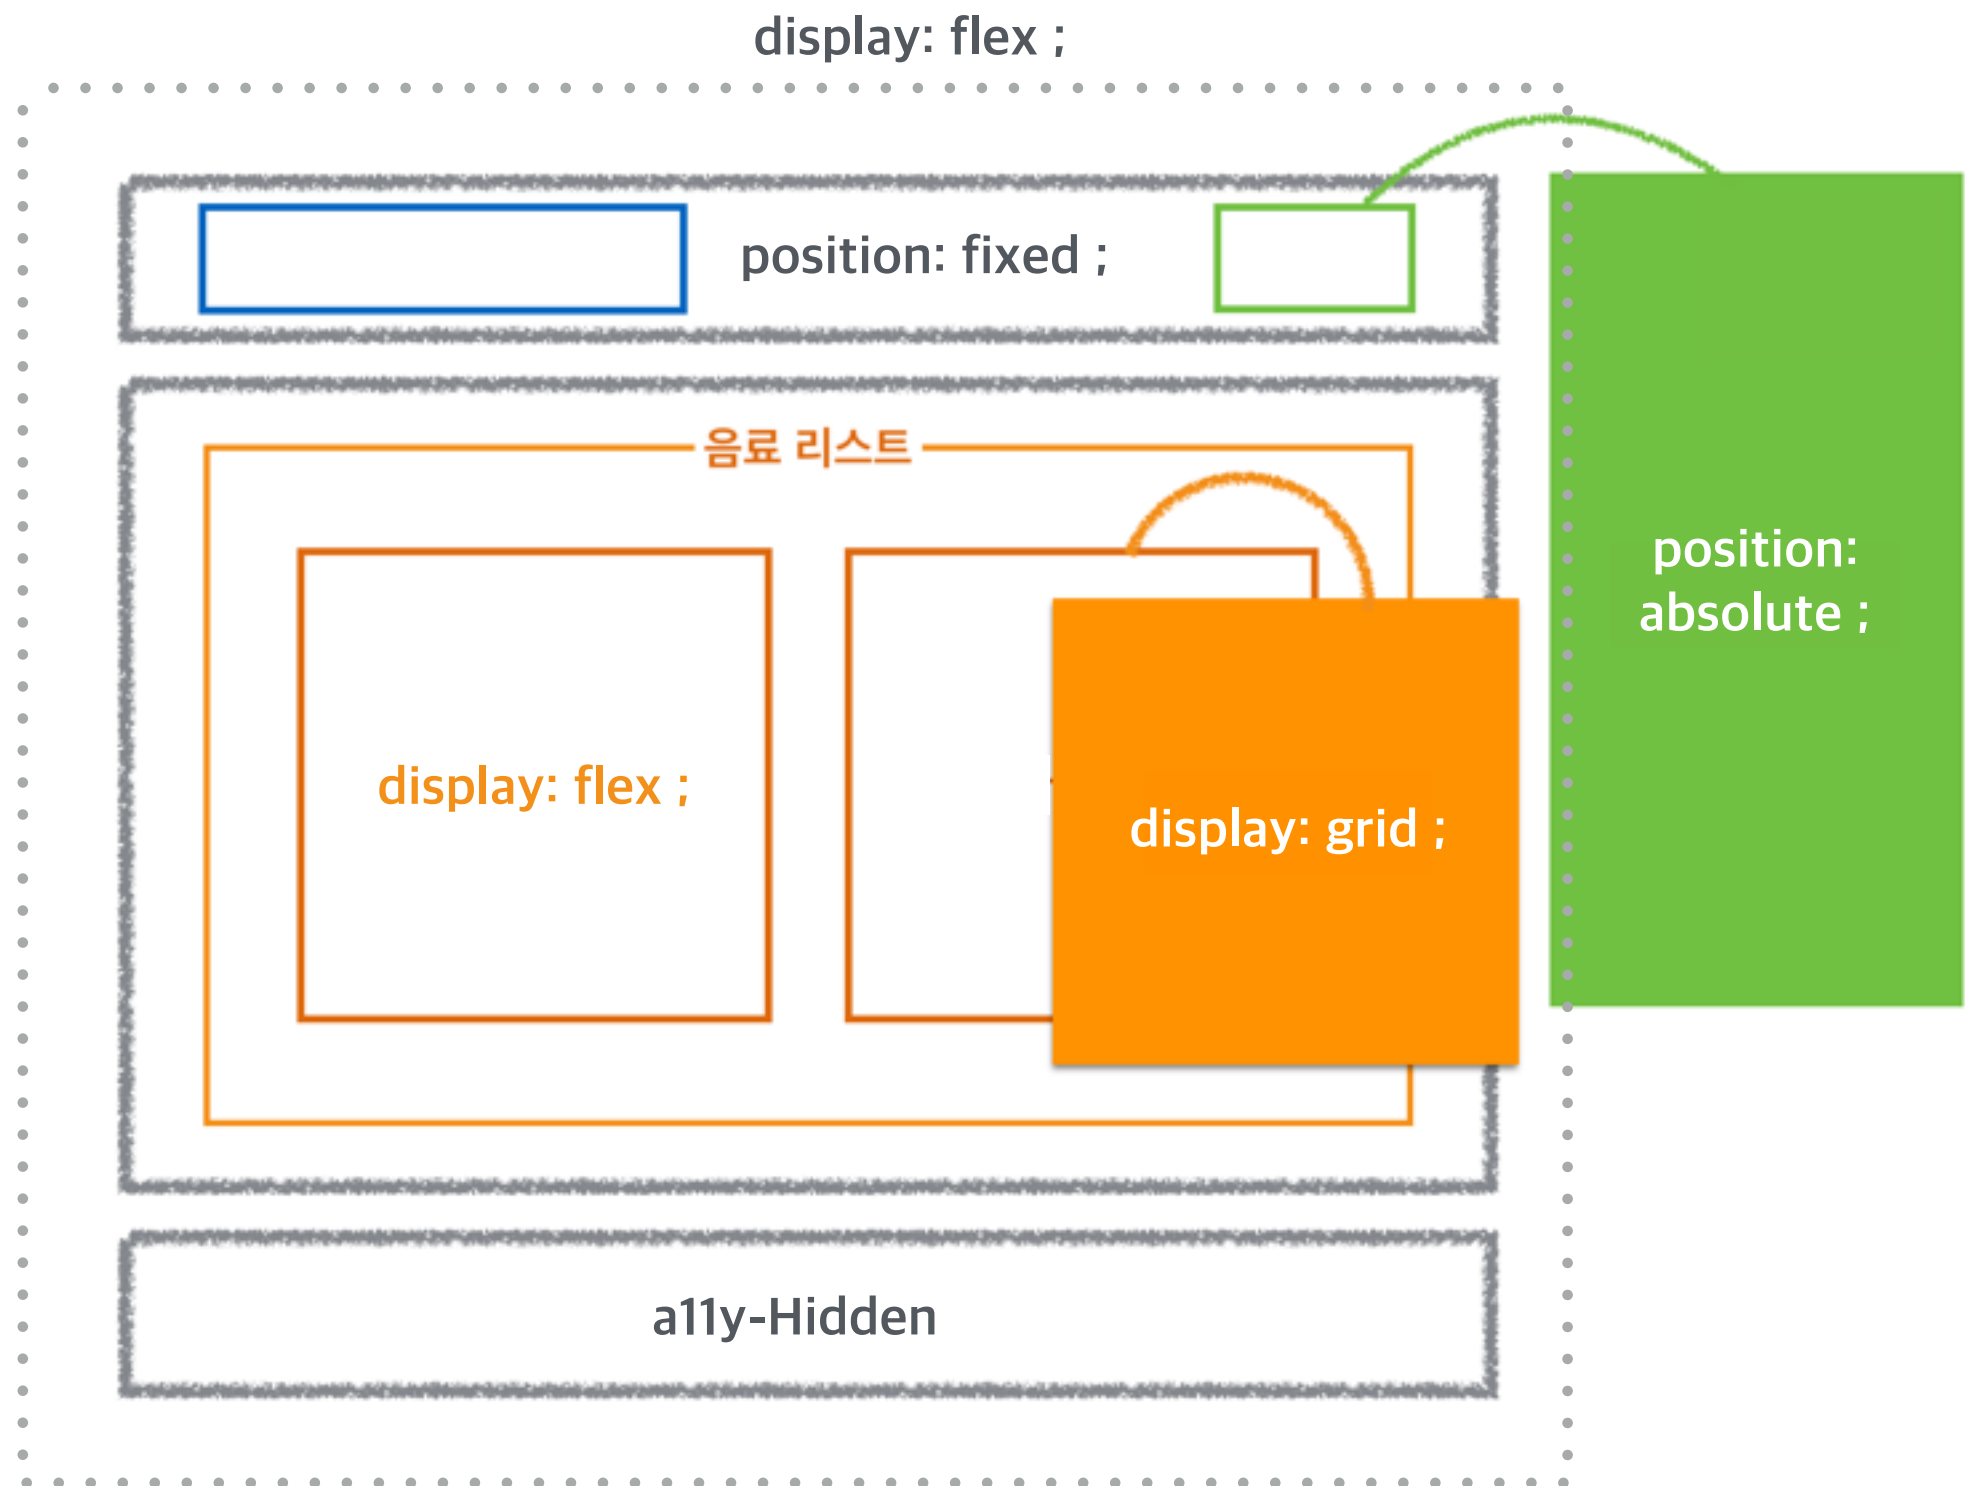 display: flex ;
position: fixed ;
음료 리스트
position:
absolute ;
display: flex ;
display: grid ;
a11y-Hidden